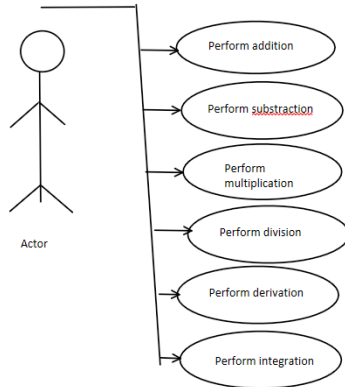 Perform addition
Perform substraction
Perform
multiplication
Perform division
Actor
Perform derivation
Perform integration